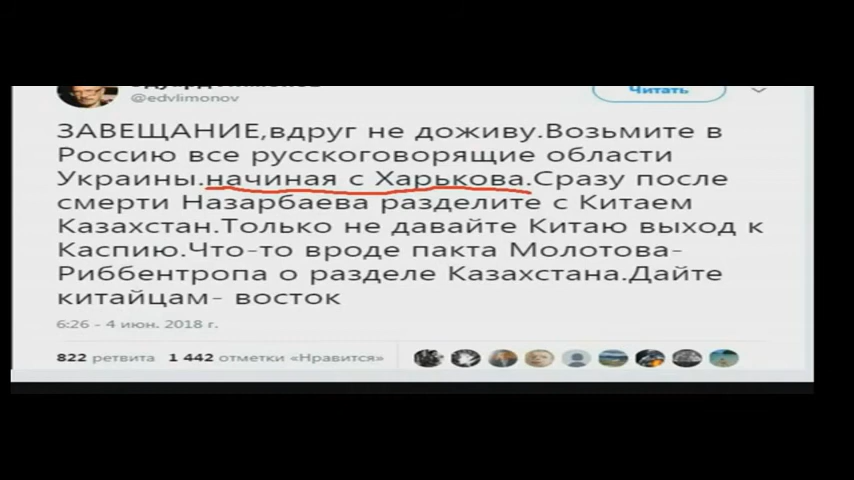 @edvlimonov
Читать
ЗАВЕЩАНИЕ,вдруг не доживу.Возьмите в
Россию все русскоговорящие области
Украины.начиная с Харькова.Сразу после
смерти Назарбаева разделите с Китаем
Казахстан.Только не давайте Китаю выход к
Каспию.Что-то вроде пакта Молотова-
Риббентропа о разделе Казахстана.Дайте
китайцам- восток
6:26 - 4 июн. 2018 г.
822 ретвита 1 442 отметки «Нравится»